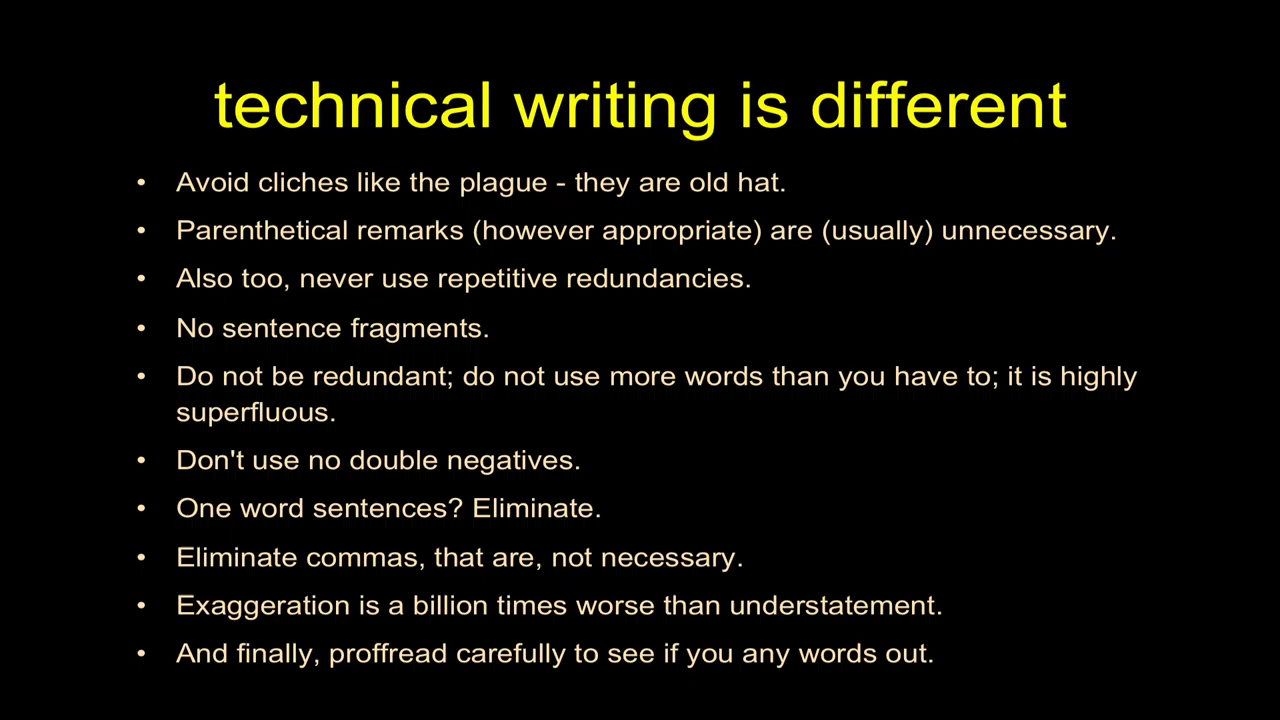 technical writing is different
• Avoid cliches like the plague - they are old hat.
• Parenthetical remarks (however appropriate) are (usually) unnecessary.
• Also too, never use repetitive redundancies.
• No sentence fragments.
• Do not be redundant; do not use more words than you have to; it is highly
superfluous.
• Don't use no double negatives.
• One word sentences? Eliminate.
• Eliminate commas, that are, not necessary.
• Exaggeration is a billion times worse than understatement.
• And finally, proffread carefully to see if you any words out.